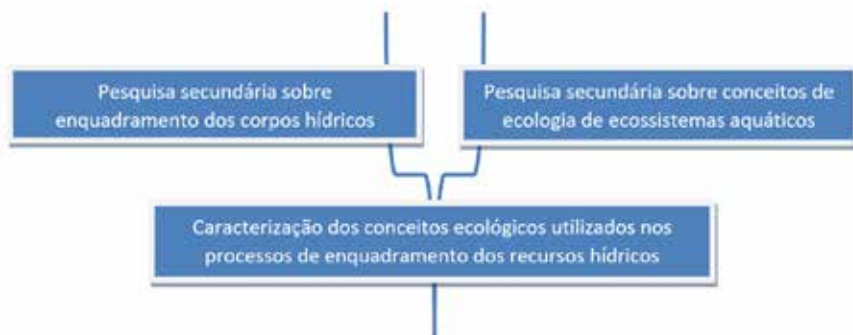 Pesquisa secundária sobre
enquadramento dos corpos hídricos
Pesquisa secundária sobre conceitos de
ecologia de ecossistemas aquáticos
Caracterização dos conceitos ecológicos utilizados nos
processos de enquadramento dos recursos hídricos